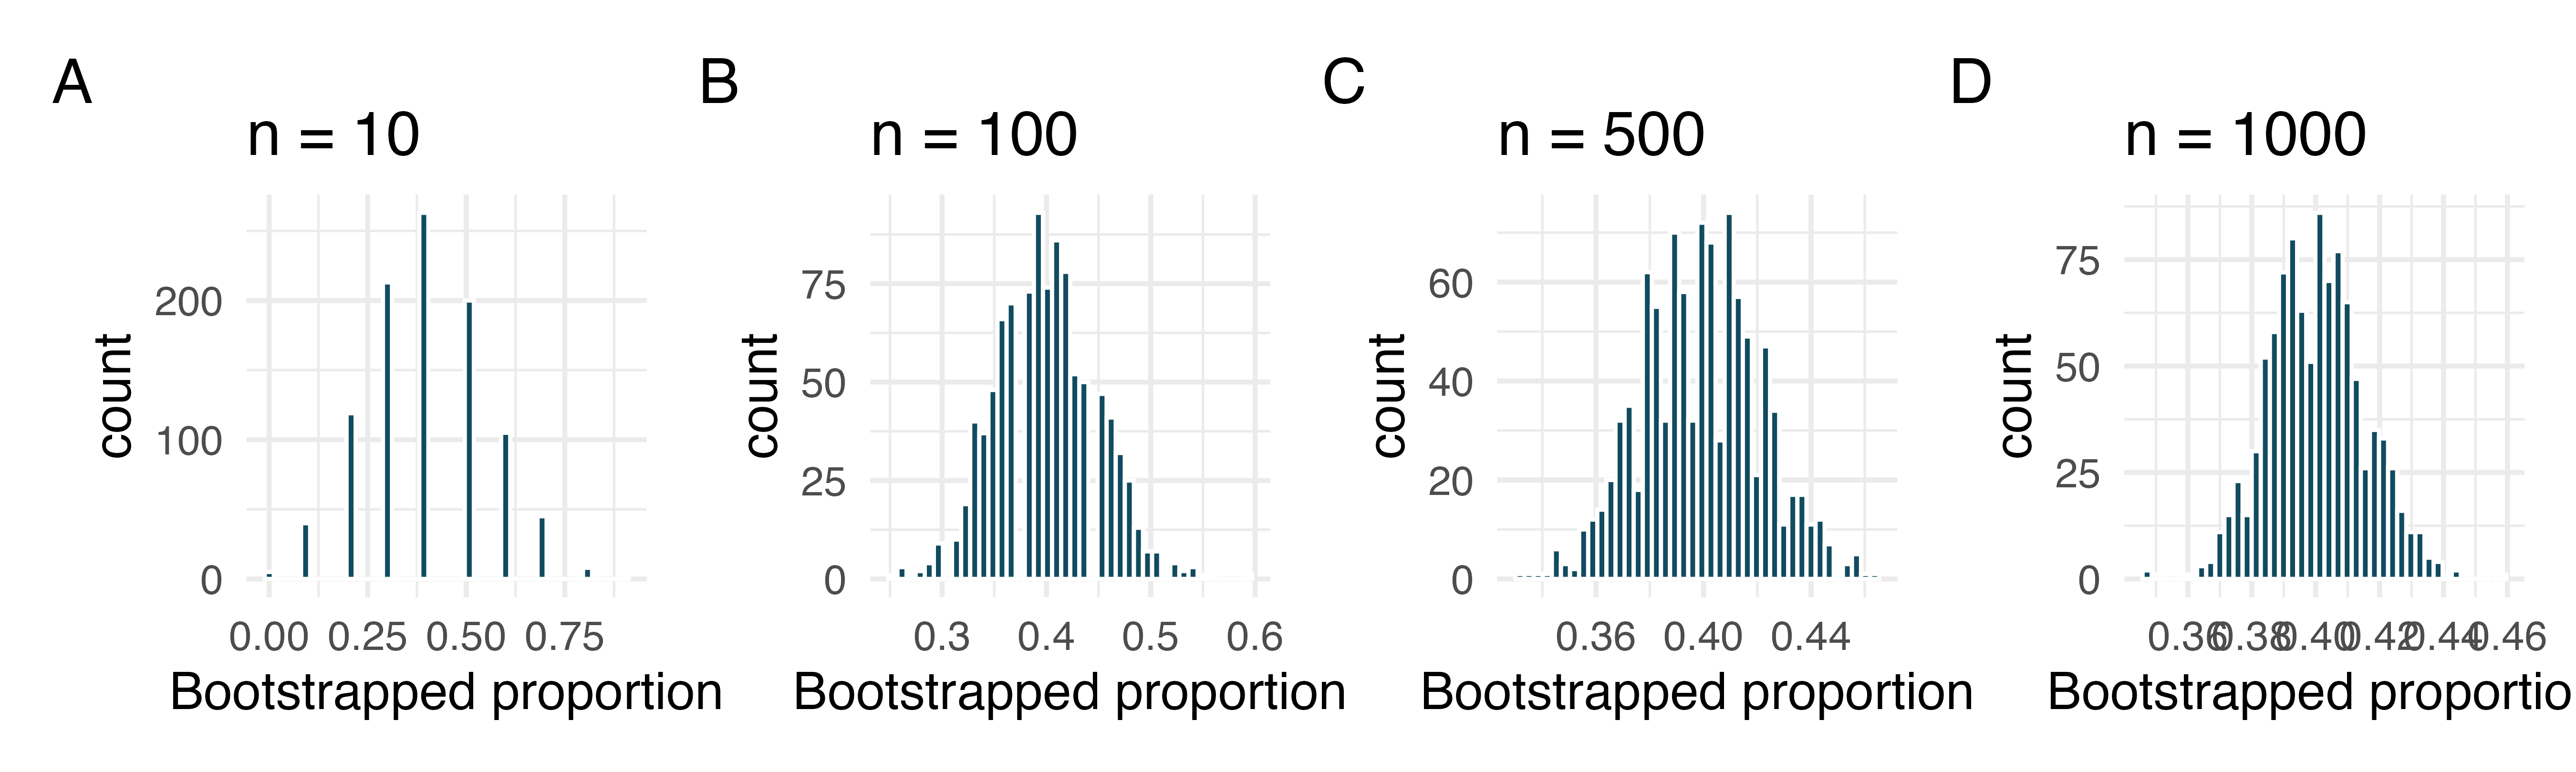 A
n = 10
count
200
100
0
0.00 0.25 0.50 0.75
Bootstrapped proportion
B
n = 100
count
75
50
25
0
0.3 0.4 0.5 0.6
Bootstrapped proportion
C
n = 500
count
60
40
20
0
0.36 0.40 0.44
Bootstrapped proportion
D
n = 1000
count
75
50
25
0
0.36 0.38 0.40 0.42 0.44 0.46
Bootstrapped proportio